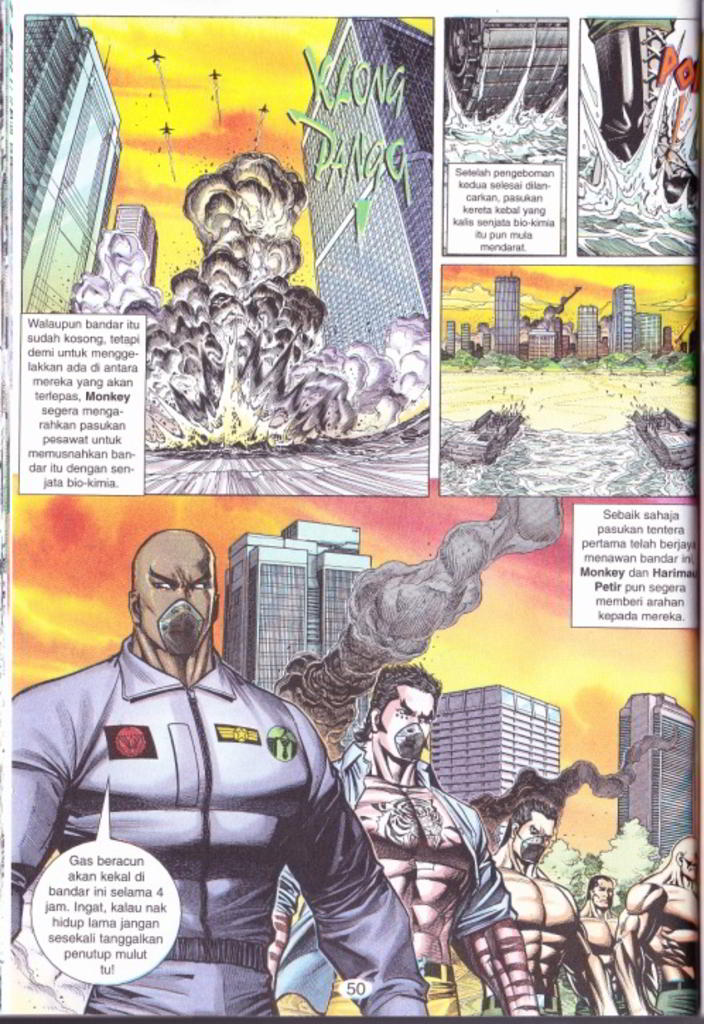 KLONG
PANGG
!
Walaupun bandar itu
sudah kosong, tetapi
demi untuk mengge-
lakkan ada di antara
mereka yang akan
terlepas, Monkey
segera menga-
rahkan pasukan
pesawat untuk
memusnahkan ban-
dar itu dengan sen-
jata bio-kimia.
Setelah pengeboman
kedua selesai dilan-
carkan, pasukan
kereta kebal yang
kalis senjata bio-kimia
itu pun mula
mendarat.
Sebaik sahaja
pasukan tentera
pertama telah berjaya
menawan bandar ini,
Monkey dan Harimau
Petir pun segera
memberi arahan
kepada mereka.
Gas beracun
akan kekal di
bandar ini selama 4
jam. Ingat, kalau nak
hidup lama jangan
sesekali tanggalkan
penutup mulut
tu!
50